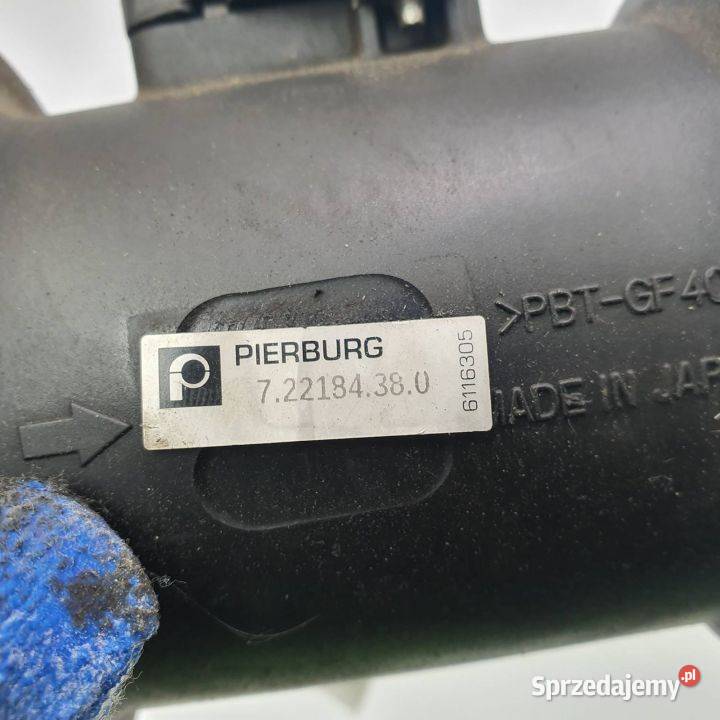 >PBT-GF40
PIERBURG
7.22184.38.0
6116305
MADE IN JAP
Sprzedajemy.pl